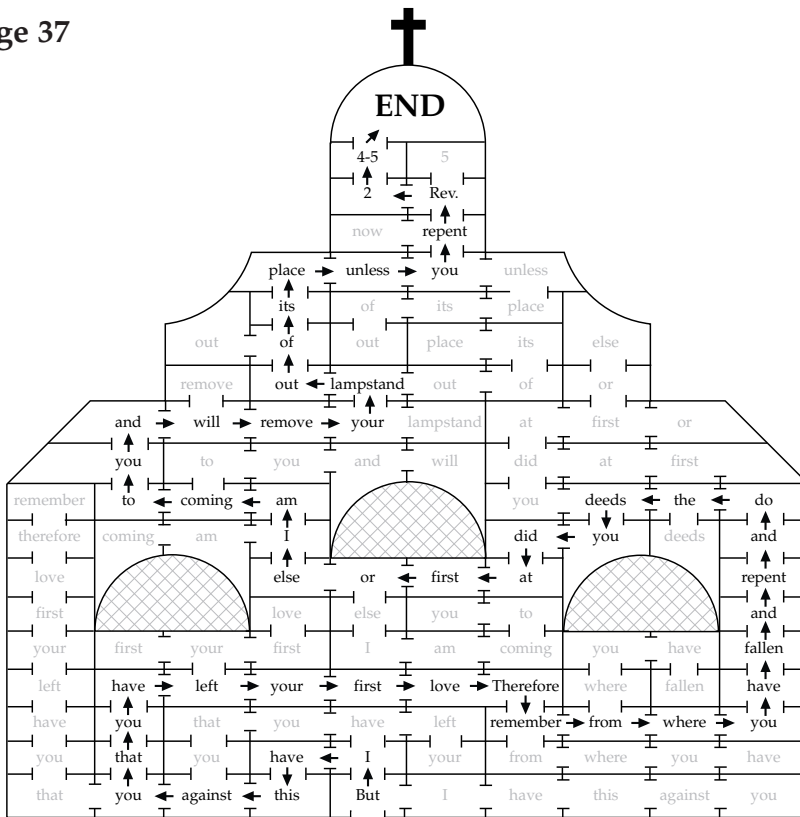 ge 37
END
4-5 5
2 Rev.
now repent
place unless you unless
its of its place
out of out place its else
remove out lampstand out of or
and will remove your lampstand at first or
you to you and will did at first
remember to coming am you deeds the do
therefore coming am I did you deeds and
love else or first at repent
first love else you to and
your first your first I am coming you have fallen
left have left your first love Therefore where fallen have
have you that you have left remember from where you
you that you have I your from where you have
that you against this But I have this against you